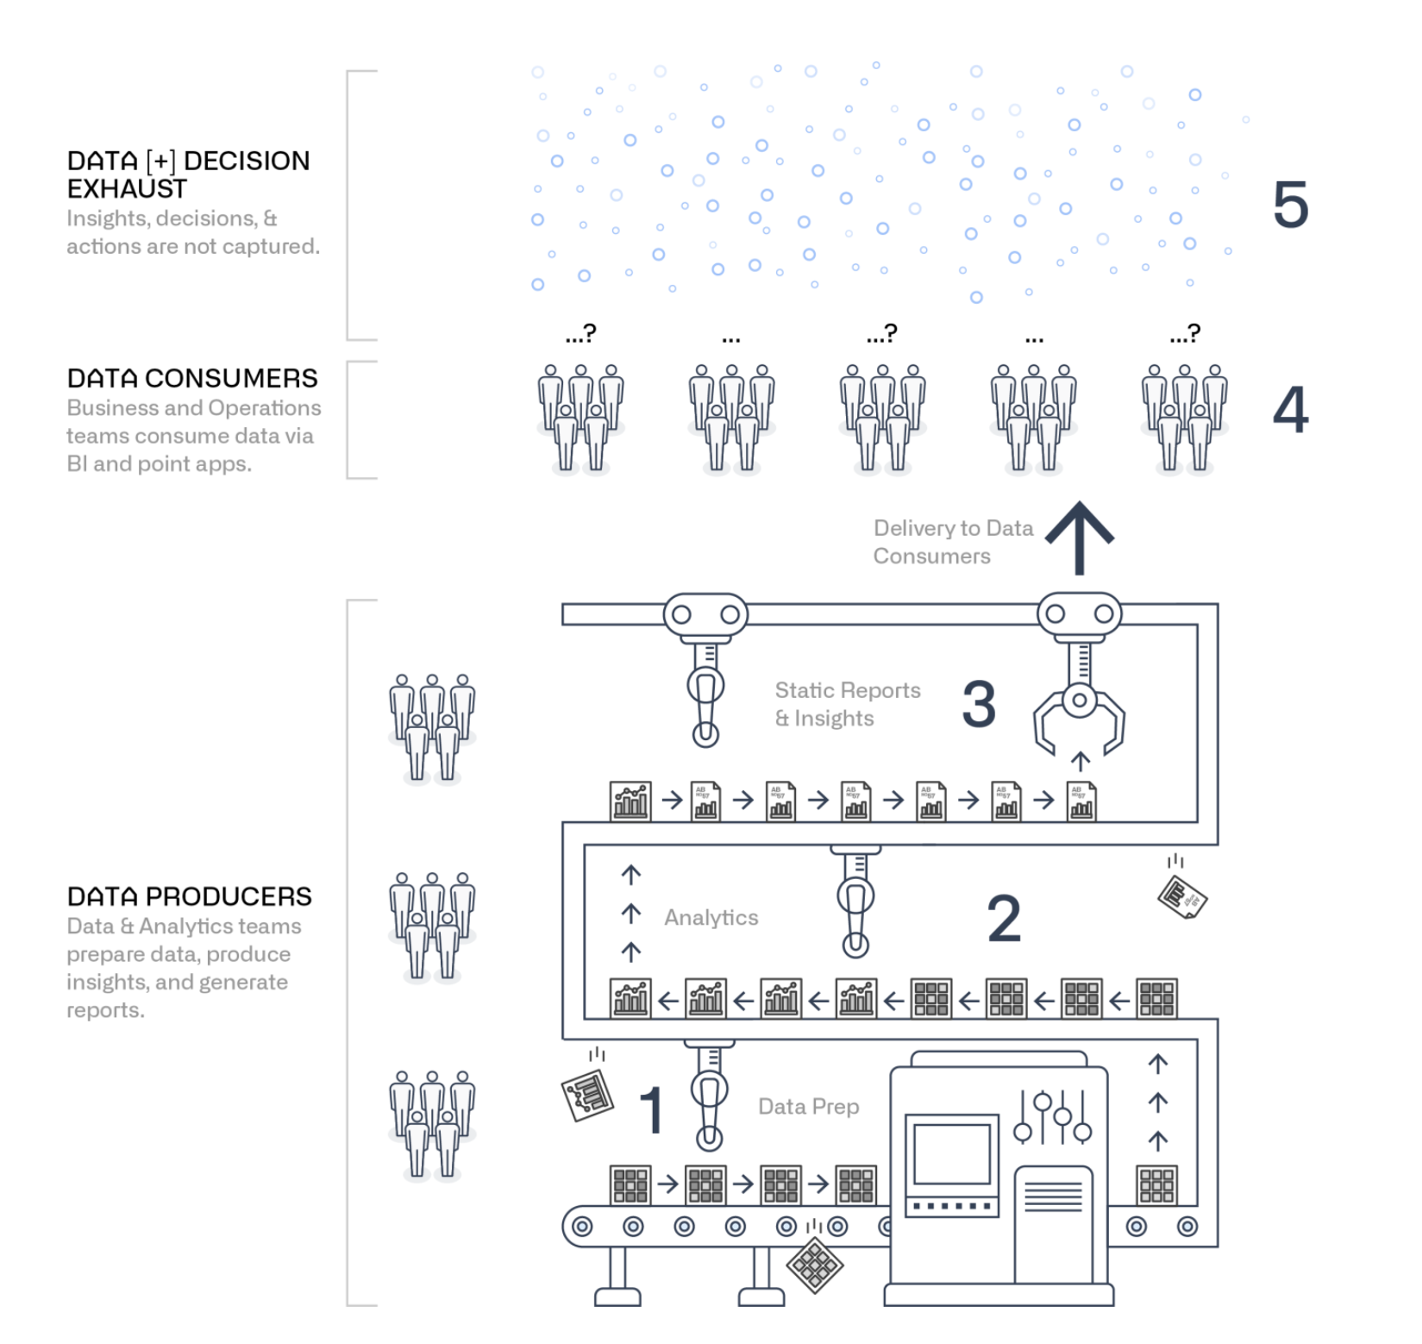 DATA [+] DECISION
EXHAUST
Insights, decisions, &
actions are not captured.
5
...?
...
...?
...
...?
DATA CONSUMERS
Business and Operations
teams consume data via
BI and point apps.
4
Delivery to Data
Consumers
Static Reports
& Insights
3
DATA PRODUCERS
Data & Analytics teams
prepare data, produce
insights, and generate
reports.
Analytics
2
1
Data Prep